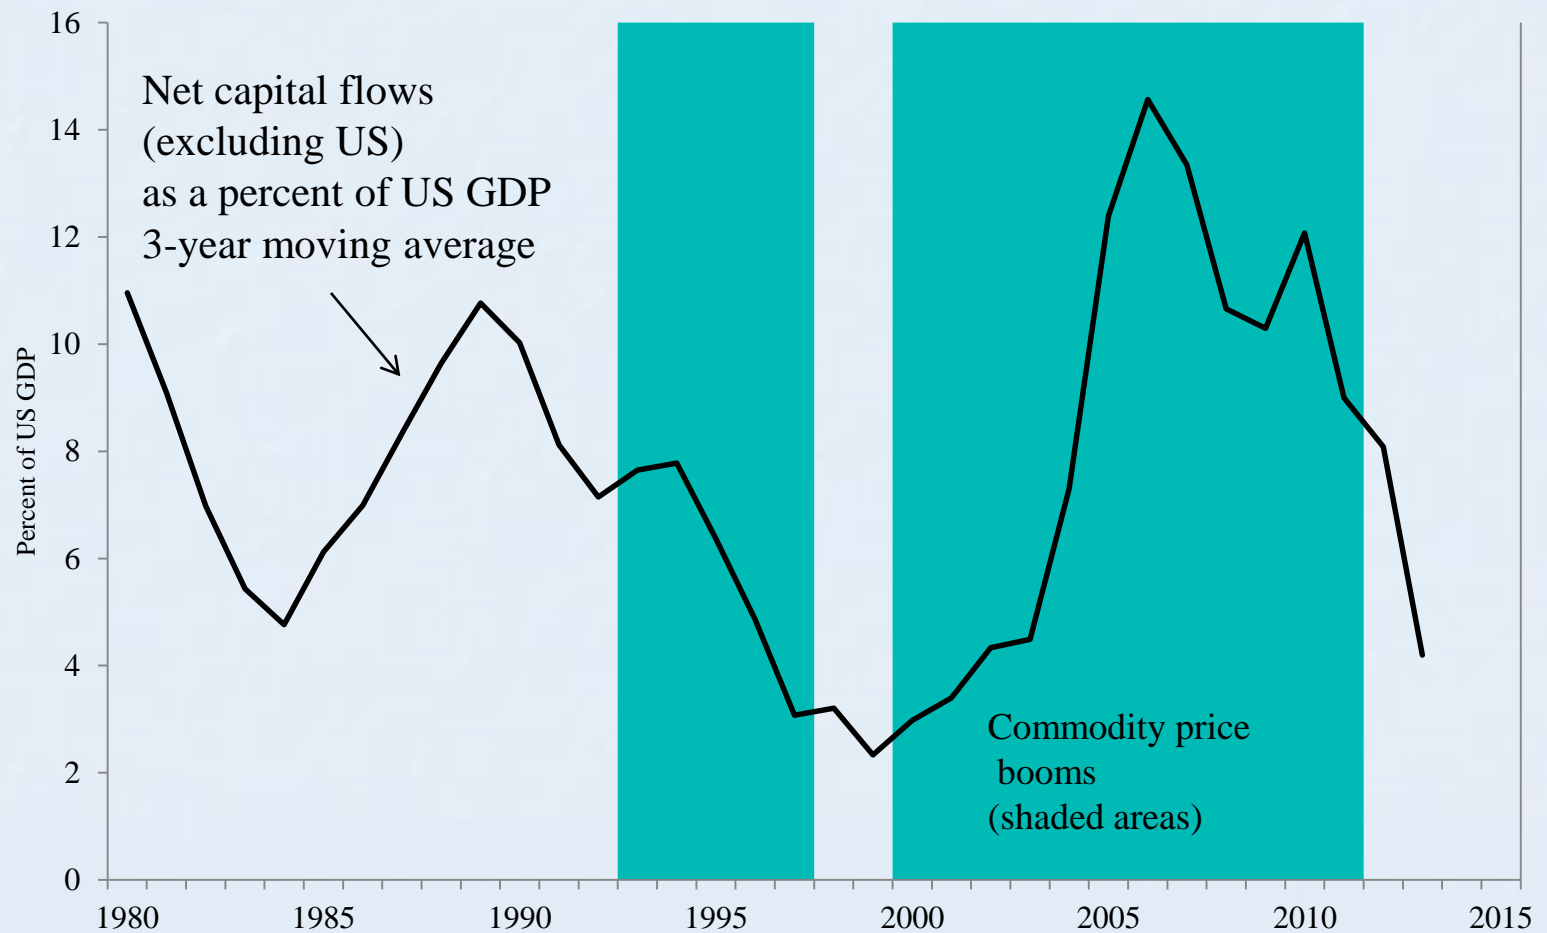 16
14
12
10
8
6
4
2
0
Percent of US GDP
Net capital flows
(excluding US)
as a percent of US GDP
3-year moving average
Commodity price
booms
(shaded areas)
1980 1985 1990 1995 2000 2005 2010 2015